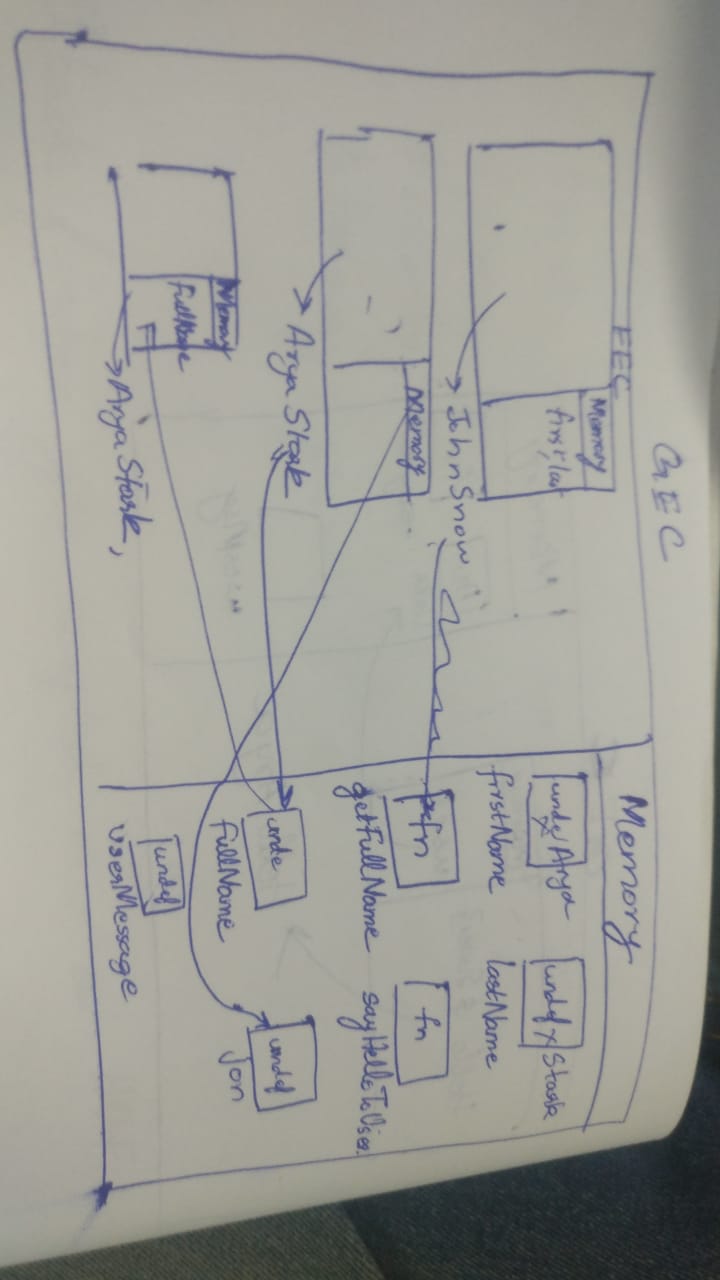 GEC
FEC
Memory
first, last
John Snow
Memory
Arya Stark
Memory
fullName
Arya Stark,
Memory
undef Arya
firstName
undef x Stark
lastName
fn
getFullName
fn
sayHelloToUser
unde
fullName
undef
jon
undef
userMessage